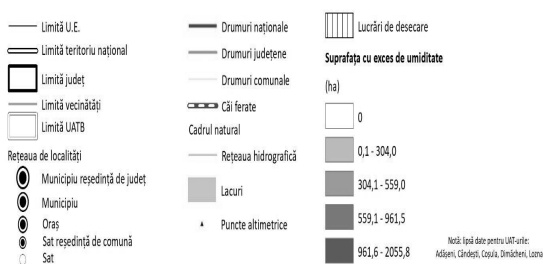 Limită U.E.
Limită teritoriu național
Limită județ
Limită vecinătăți
Limită UATB
Rețeaua de localități
Municipiu reședință de județ
Municipiu
Oraș
Sat reședință de comună
Sat
Drumuri naționale
Drumuri județene
Drumuri comunale
Căi ferate
Cadrul natural
Rețeaua hidrografică
Lacuri
Puncte altimetrice
Lucrări de desecare
Suprafața cu exces de umiditate
(ha)
0
0,1 - 304,0
304,1 - 559,0
559,1 - 961,5
961,6 - 2055,8
Notă: lipsă date pentru UAT-urile:
Adășeni, Cândești, Coșula, Dimăcheni, Lozna